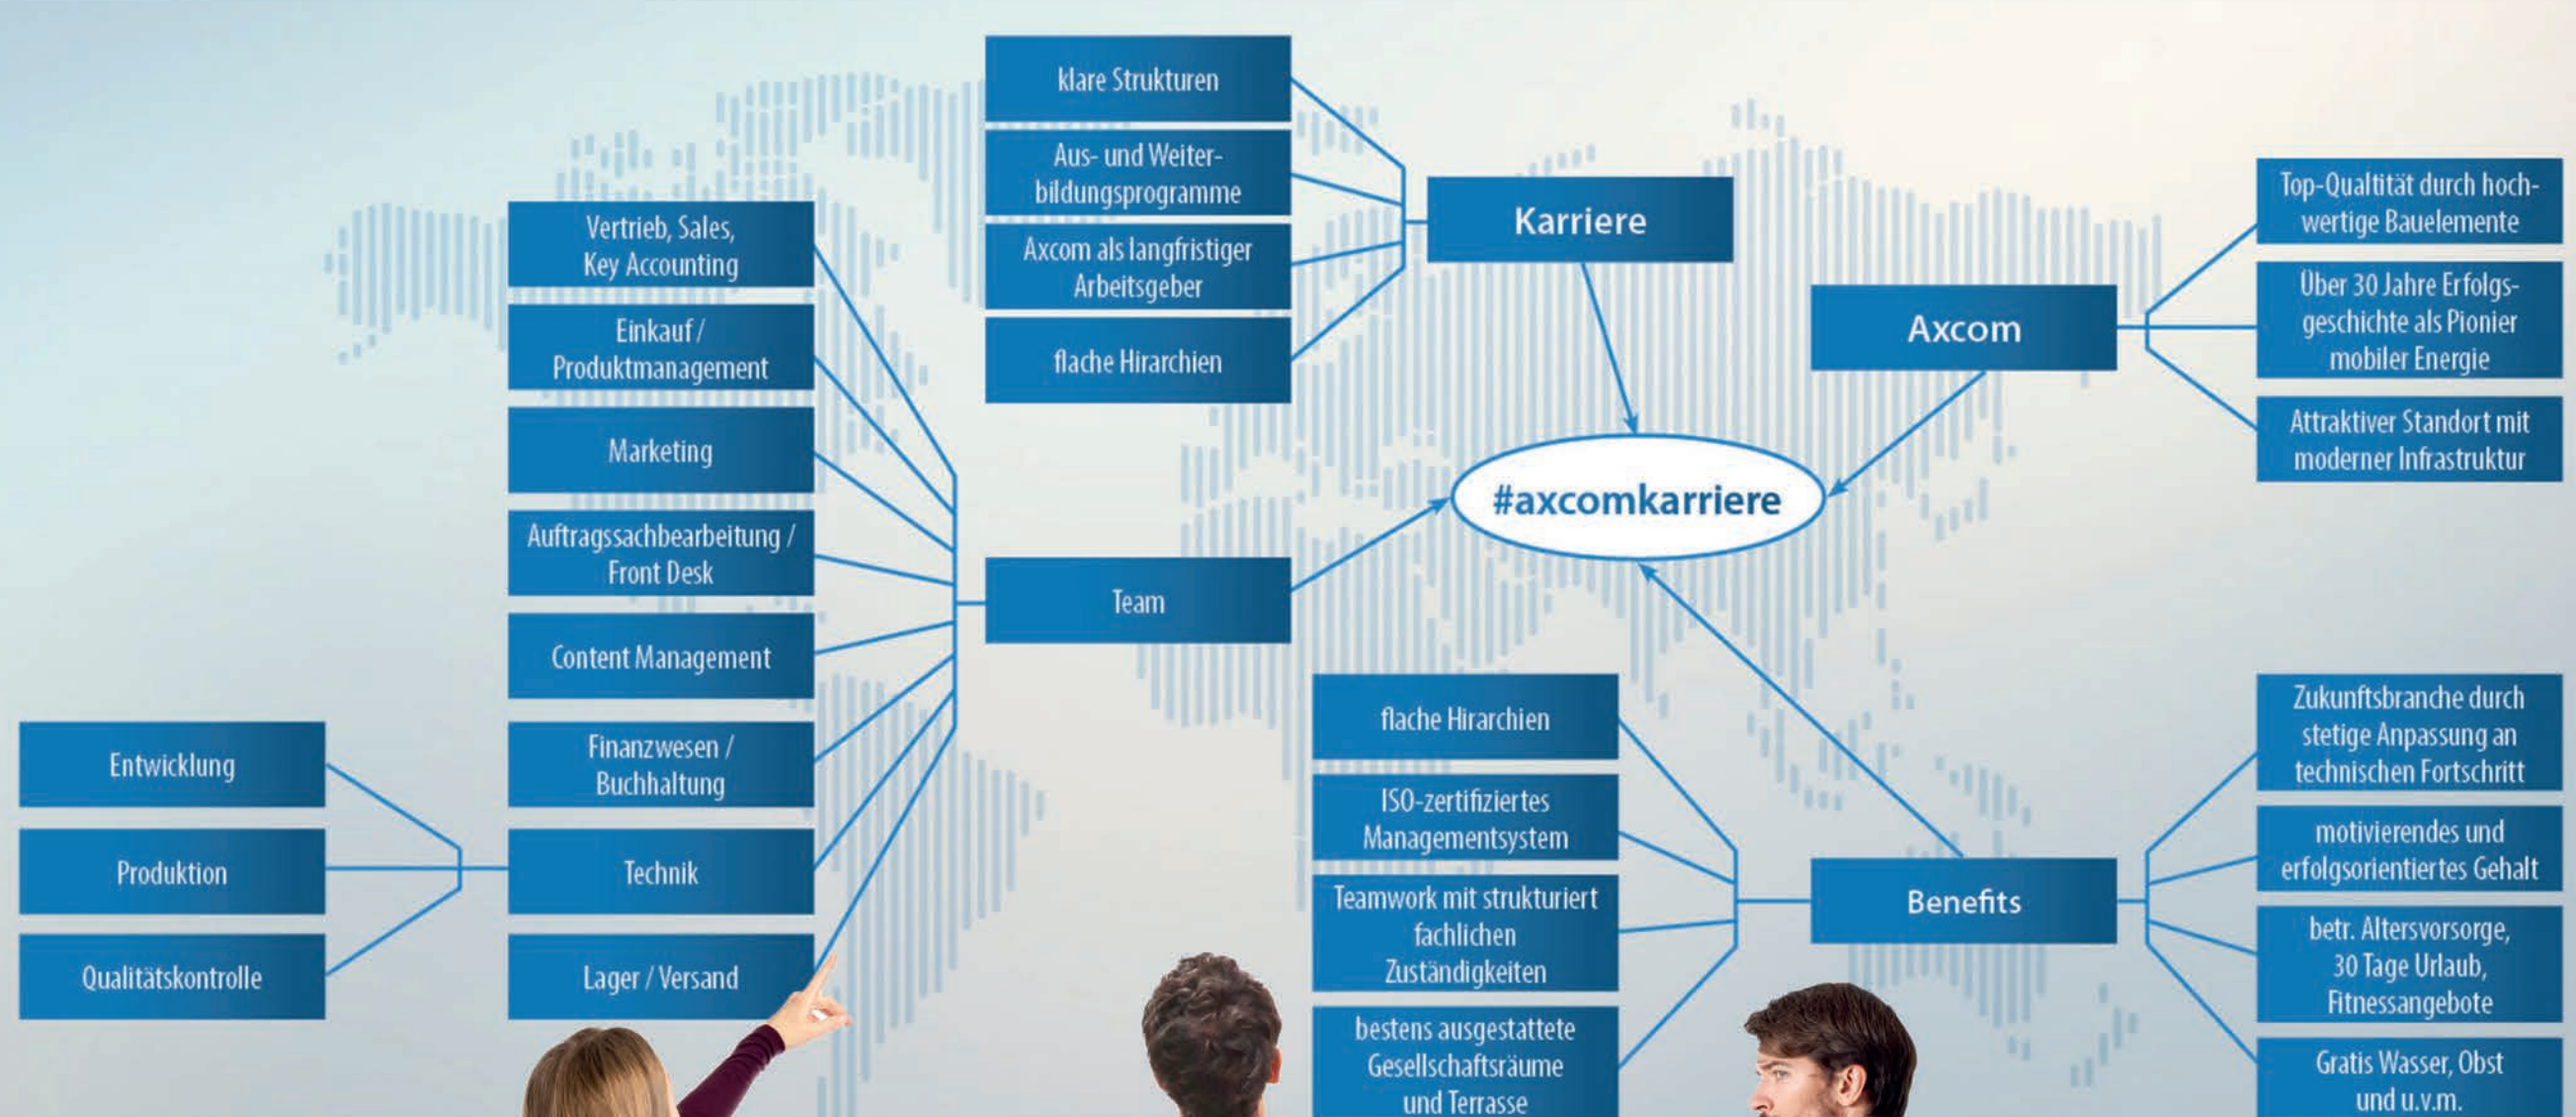 klare Strukturen
Aus- und Weiter-
bildungsprogramme
Axcom als langfristiger
Arbeitsgeber
flache Hirarchien
Karriere
Axcom
Top-Qualtität durch hoch-
wertige Bauelemente
Über 30 Jahre Erfolgs-
geschichte als Pionier
mobiler Energie
Attraktiver Standort mit
moderner Infrastruktur
#axcomkarriere
Vertrieb, Sales,
Key Accounting
Einkauf /
Produktmanagement
Marketing
Auftragssachbearbeitung /
Front Desk
Content Management
Finanzwesen /
Buchhaltung
Technik
Lager / Versand
Team
Entwicklung
Produktion
Qualitätskontrolle
flache Hirarchien
ISO-zertifiziertes
Managementsystem
Teamwork mit strukturiert
fachlichen
Zuständigkeiten
bestens ausgestattete
Gesellschaftsräume
und Terrasse
Benefits
Zukunftsbranche durch
stetige Anpassung an
technischen Fortschritt
motivierendes und
erfolgsorientiertes Gehalt
betr. Altersvorsorge,
30 Tage Urlaub,
Fitnessangebote
Gratis Wasser, Obst
und u.v.m.